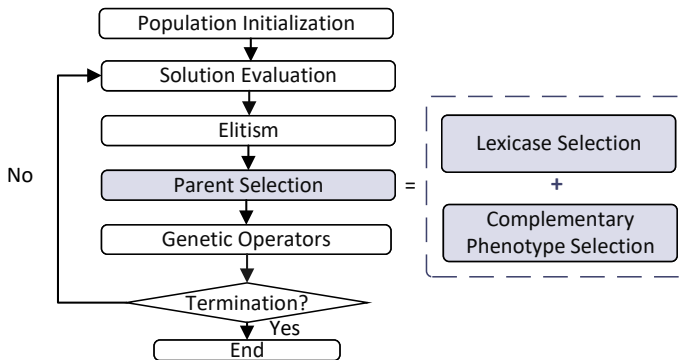 Population Initialization
Solution Evaluation
Elitism
Parent Selection
=
Lexicase Selection
+
Complementary
Phenotype Selection
Genetic Operators
No
Termination?
Yes
End